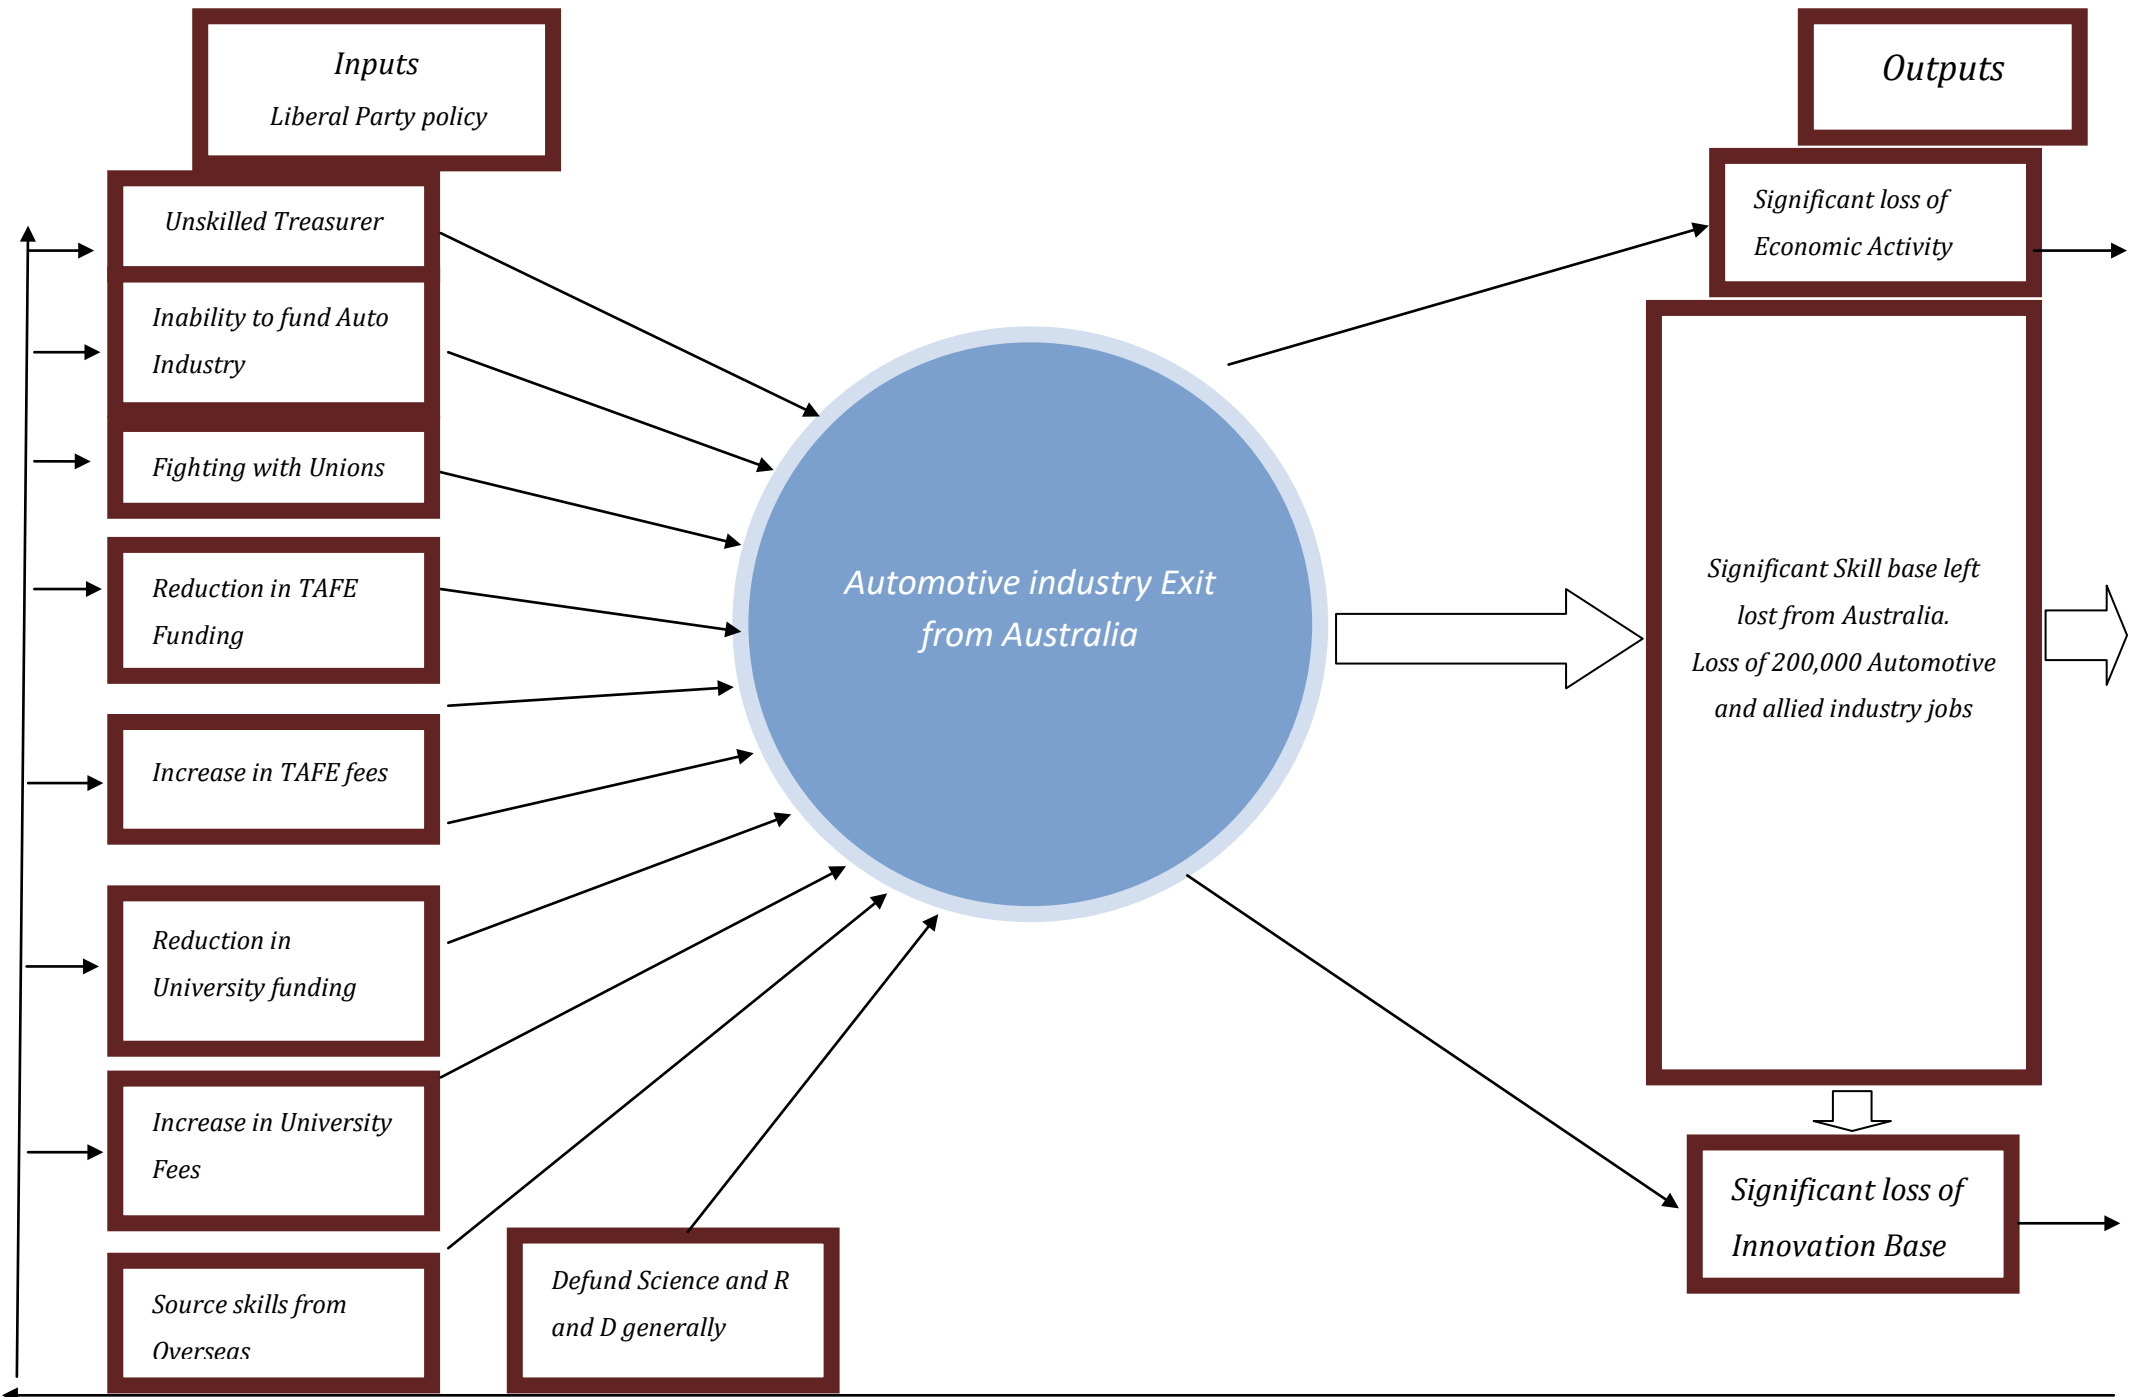 Inputs
Liberal Party policy
Unskilled Treasurer
Inability to fund Auto
Industry
Fighting with Unions
Reduction in TAFE
Funding
Increase in TAFE fees
Reduction in
University funding
Increase in University
Fees
Source skills from
Overseas
Defund Science and R
and D generally
Automotive industry Exit
from Australia
Outputs
Significant loss of
Economic Activity
Significant Skill base left
lost from Australia.
Loss of 200,000 Automotive
and allied industry jobs
Significant loss of
Innovation Base